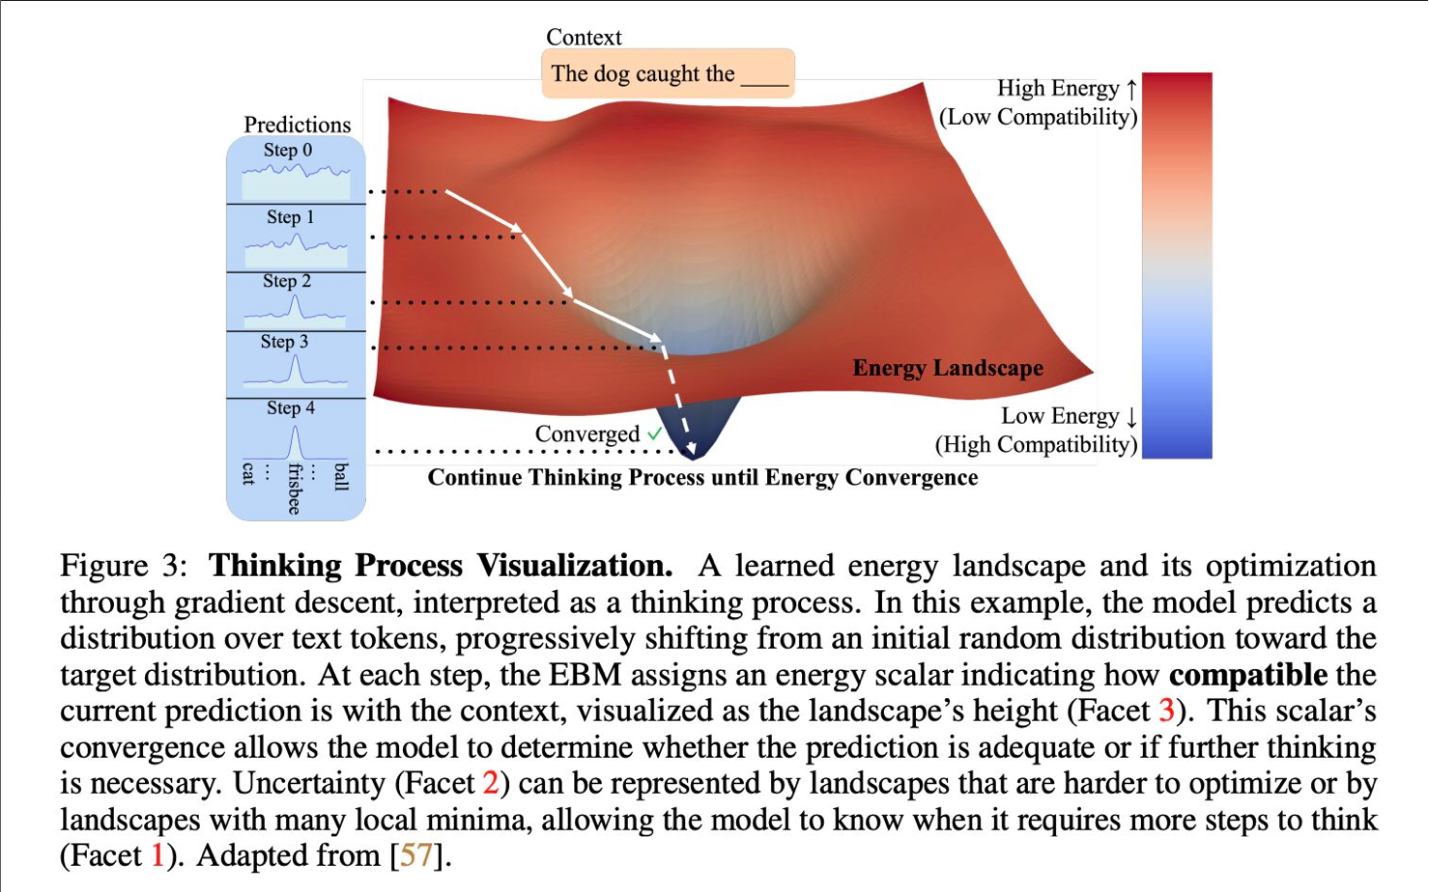 Context
The dog caught the ____
Predictions
Step 0
Step 1
Step 2
Step 3
Step 4
cat
...
frisbee
...
ball
High Energy ↑
(Low Compatibility)
Energy Landscape
Low Energy ↓
(High Compatibility)
Converged ✓
Continue Thinking Process until Energy Convergence
Figure 3: Thinking Process Visualization. A learned energy landscape and its optimization
through gradient descent, interpreted as a thinking process. In this example, the model predicts a
distribution over text tokens, progressively shifting from an initial random distribution toward the
target distribution. At each step, the EBM assigns an energy scalar indicating how compatible the
current prediction is with the context, visualized as the landscape's height (Facet 3). This scalar's
convergence allows the model to determine whether the prediction is adequate or if further thinking
is necessary. Uncertainty (Facet 2) can be represented by landscapes that are harder to optimize or by
landscapes with many local minima, allowing the model to know when it requires more steps to think
(Facet 1). Adapted from [57].